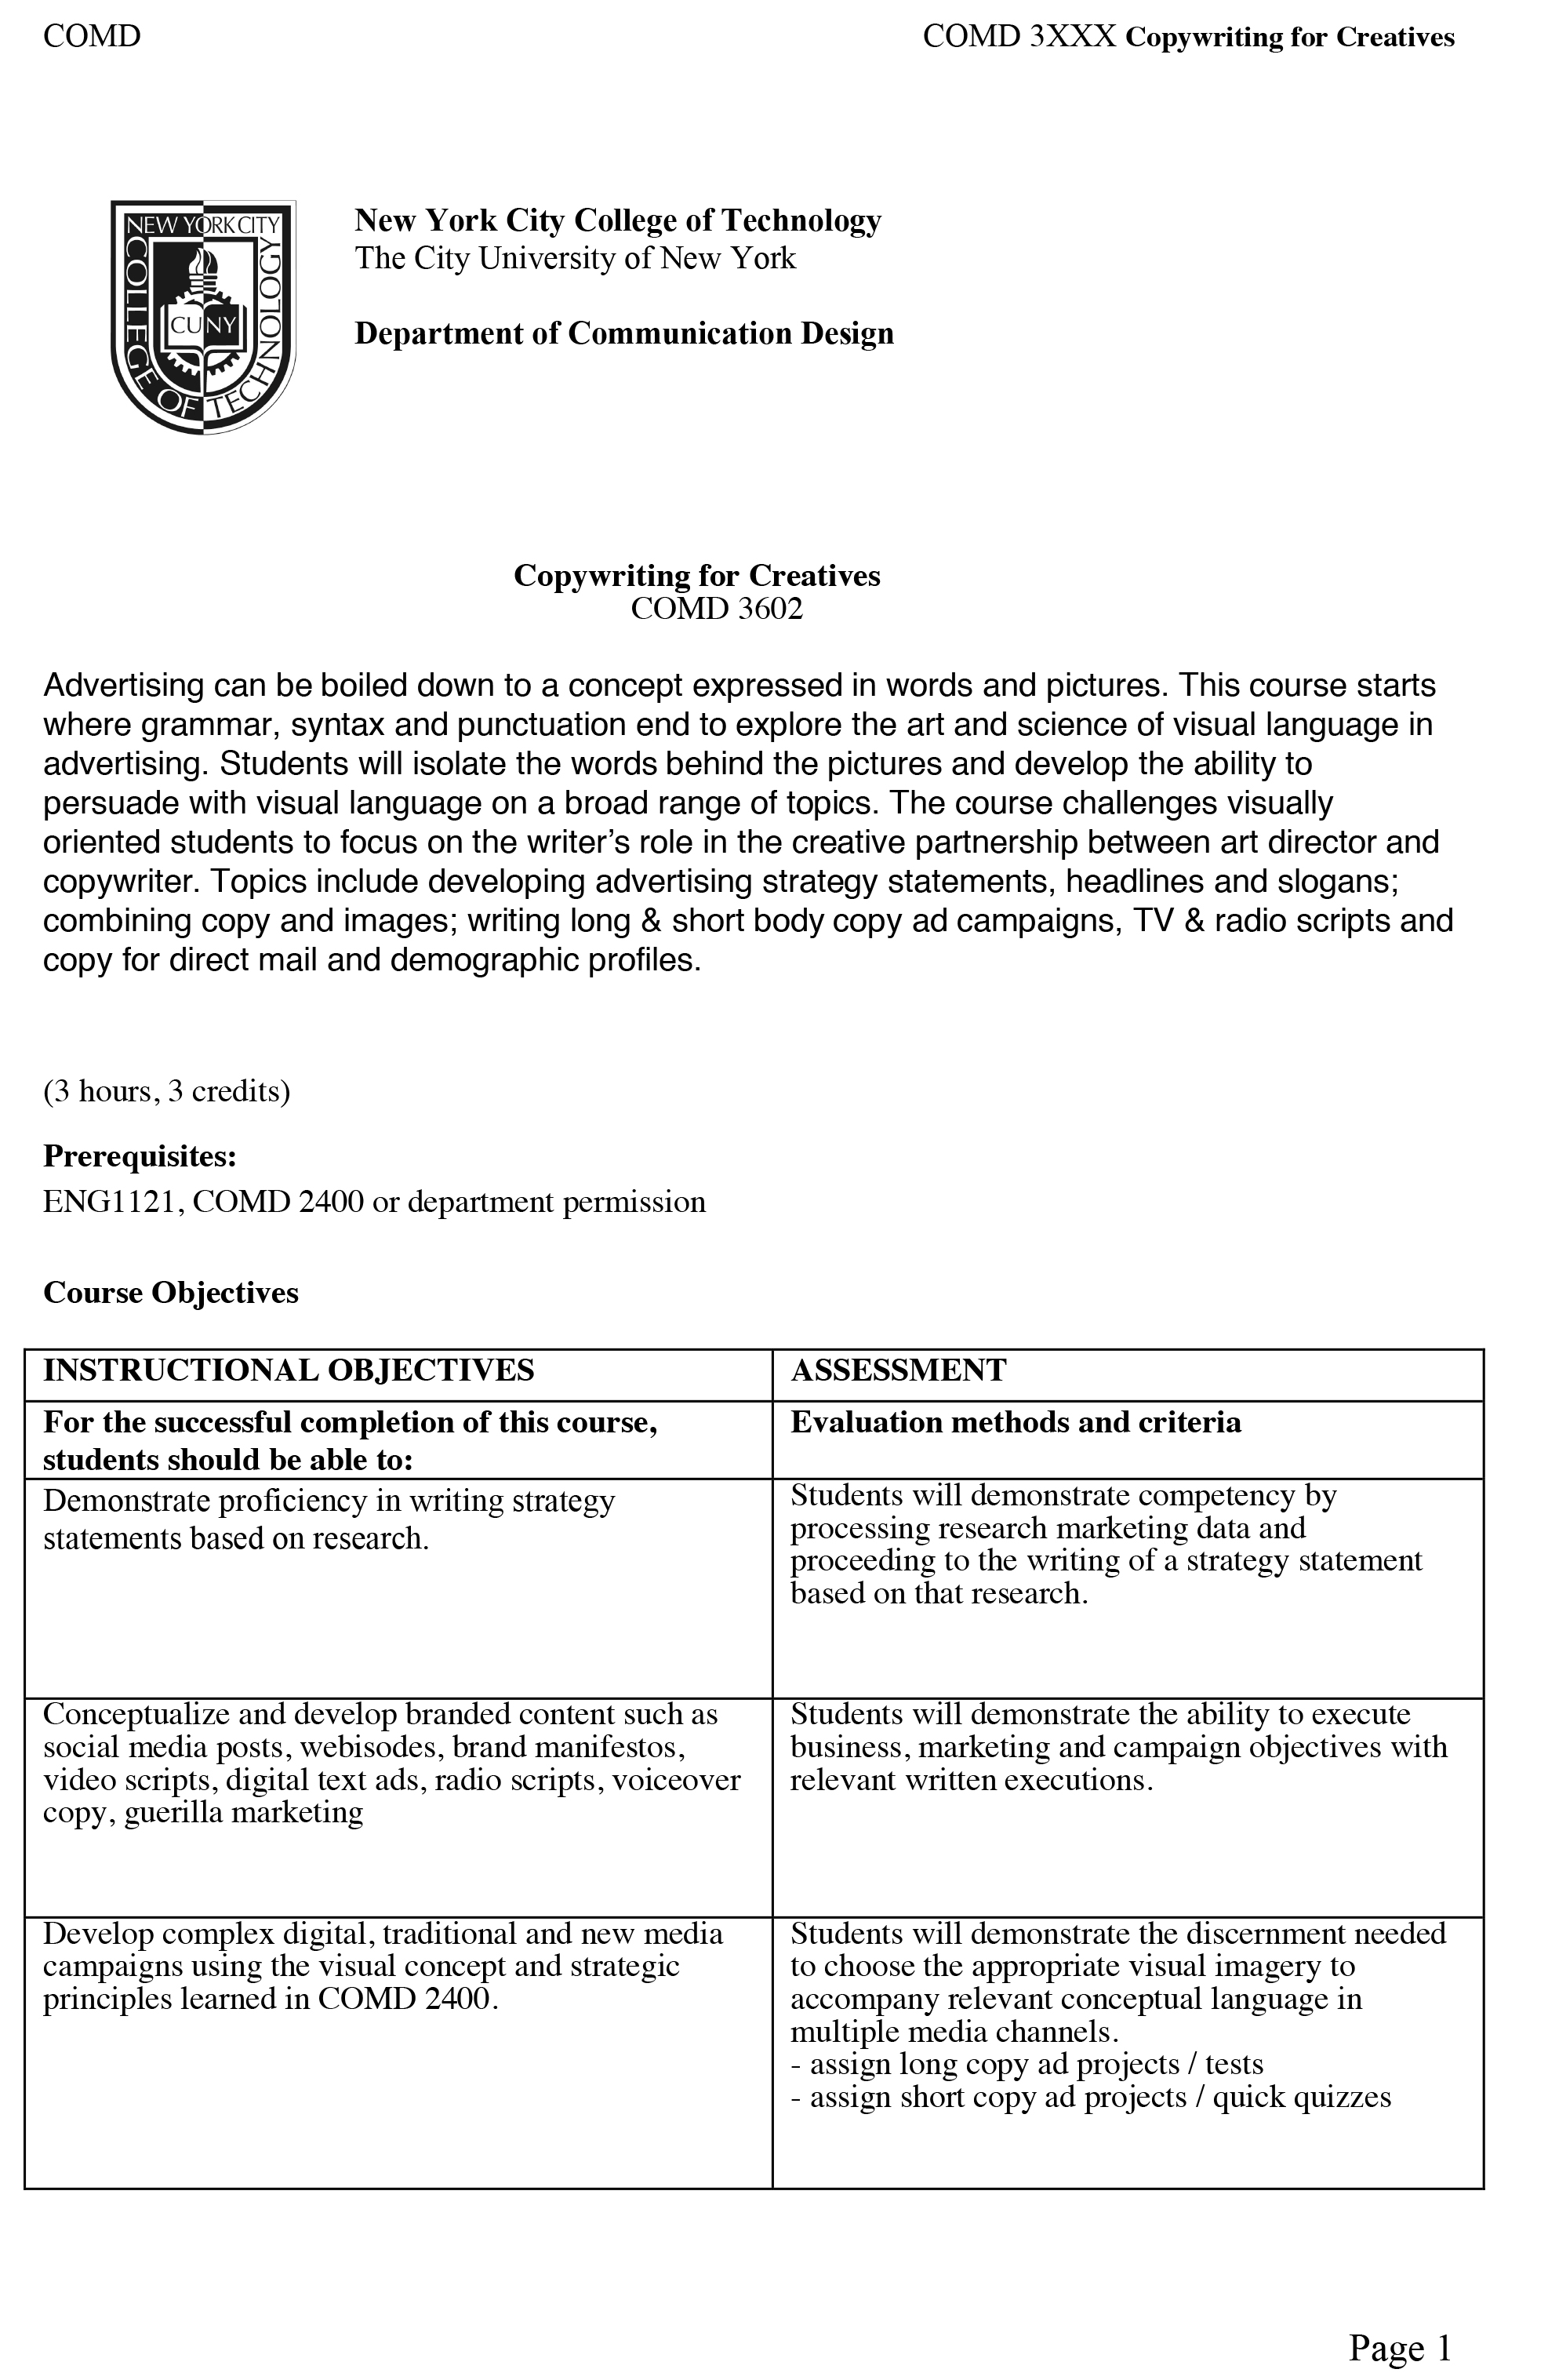 COMD
COMD 3XXX Copywriting for Creatives
NEW YORK CITY
COLLEGE OF TECHNOLOGY
CUNY
New York City College of Technology
The City University of New York
Department of Communication Design
Copywriting for Creatives
COMD 3602
Advertising can be boiled down to a concept expressed in words and pictures. This course starts
where grammar, syntax and punctuation end to explore the art and science of visual language in
advertising. Students will isolate the words behind the pictures and develop the ability to
persuade with visual language on a broad range of topics. The course challenges visually
oriented students to focus on the writer’s role in the creative partnership between art director and
copywriter. Topics include developing advertising strategy statements, headlines and slogans;
combining copy and images; writing long & short body copy ad campaigns, TV & radio scripts and
copy for direct mail and demographic profiles.
(3 hours, 3 credits)
Prerequisites:
ENG1121, COMD 2400 or department permission
Course Objectives
INSTRUCTIONAL OBJECTIVES
ASSESSMENT
For the successful completion of this course,
students should be able to:
Evaluation methods and criteria
Demonstrate proficiency in writing strategy
statements based on research.
Students will demonstrate competency by
processing research marketing data and
proceeding to the writing of a strategy statement
based on that research.
Conceptualize and develop branded content such as
social media posts, webisodes, brand manifestos,
video scripts, digital text ads, radio scripts, voiceover
copy, guerilla marketing
Students will demonstrate the ability to execute
business, marketing and campaign objectives with
relevant written executions.
Develop complex digital, traditional and new media
campaigns using the visual concept and strategic
principles learned in COMD 2400.
Students will demonstrate the discernment needed
to choose the appropriate visual imagery to
accompany relevant conceptual language in
multiple media channels.
- assign long copy ad projects / tests
- assign short copy ad projects / quick quizzes
Page 1